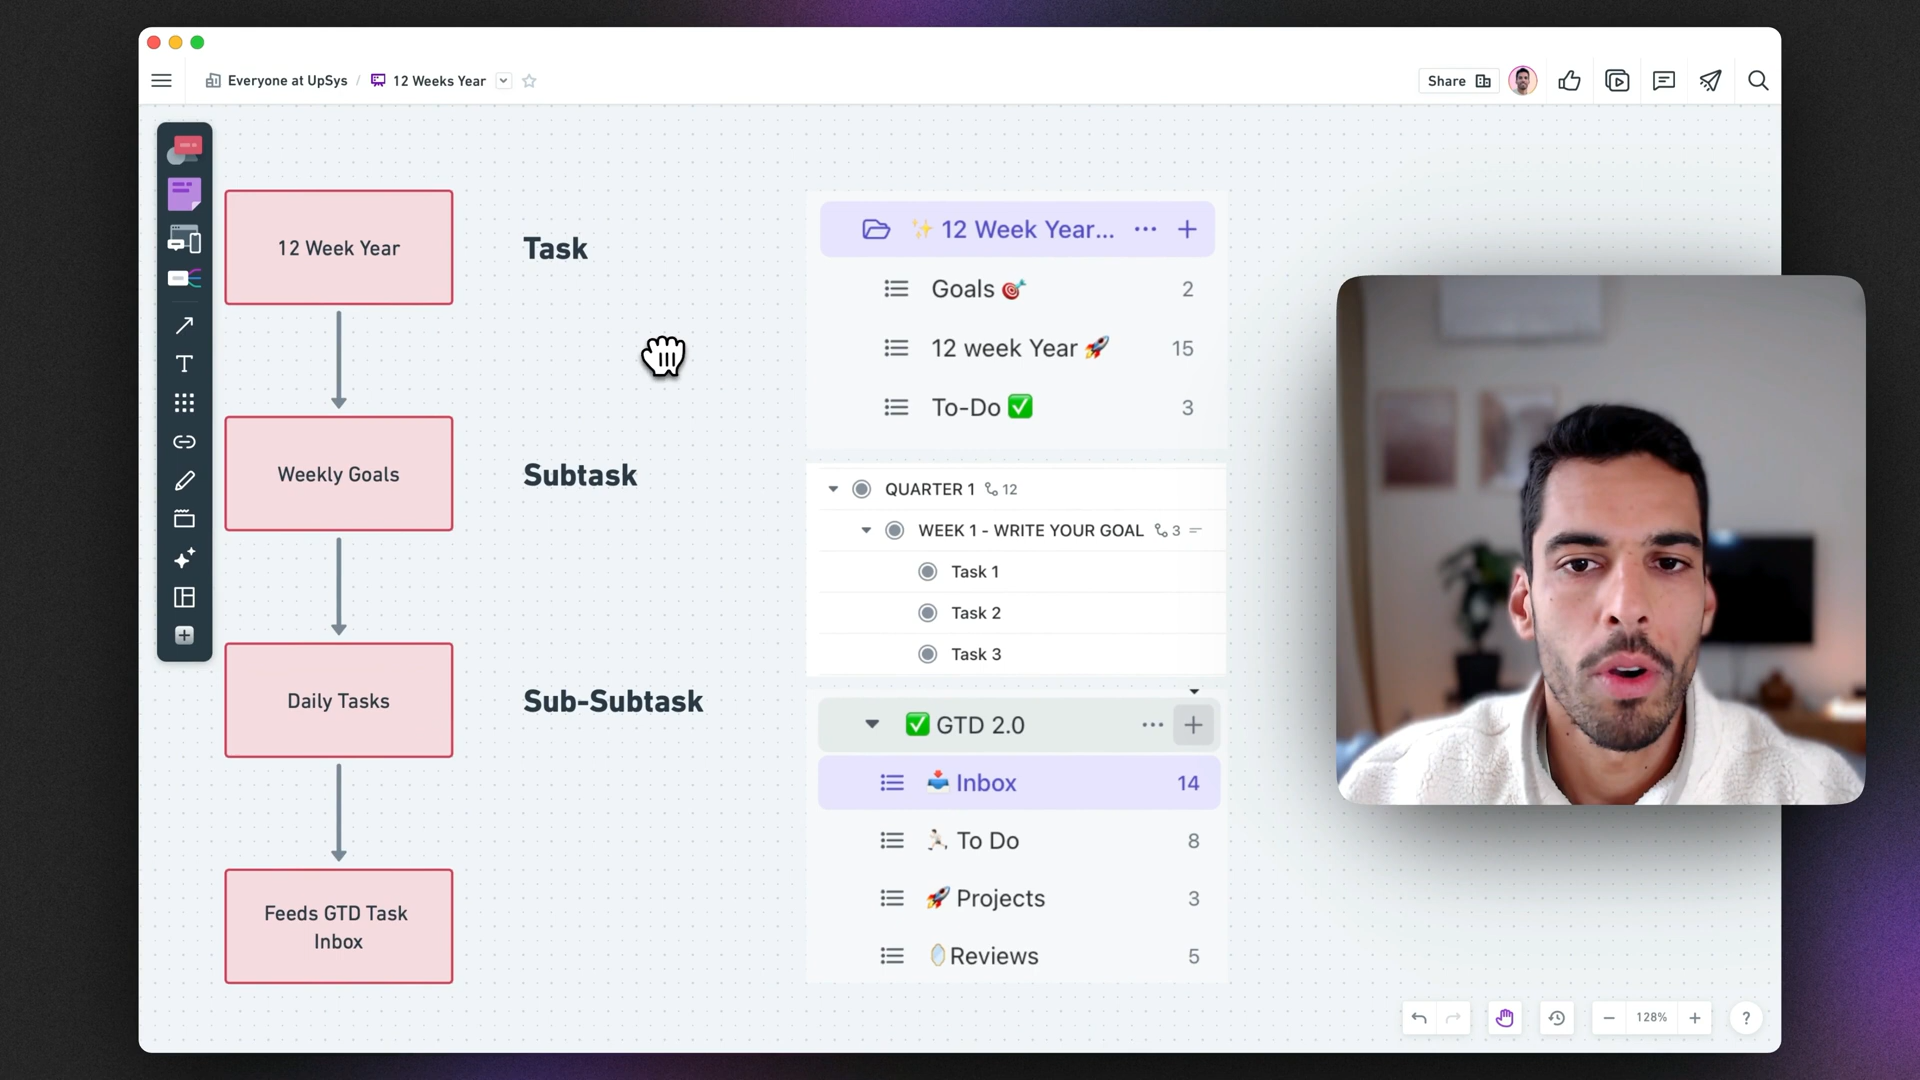 Everyone at UpSys / 12 Weeks Year
Share
12 Week Year
Task
Weekly Goals
Subtask
Daily Tasks
Sub-Subtask
Feeds GTD Task
Inbox
✨ 12 Week Year... ··· +
Goals 🎯 2
12 week Year 🚀 15
To-Do ✅ 3
QUARTER 1 12
WEEK 1 - WRITE YOUR GOAL 3
Task 1
Task 2
Task 3
✅ GTD 2.0 ··· +
📥 Inbox 14
🏃🏻 To Do 8
🚀 Projects 3
🪞Reviews 5
128%
?